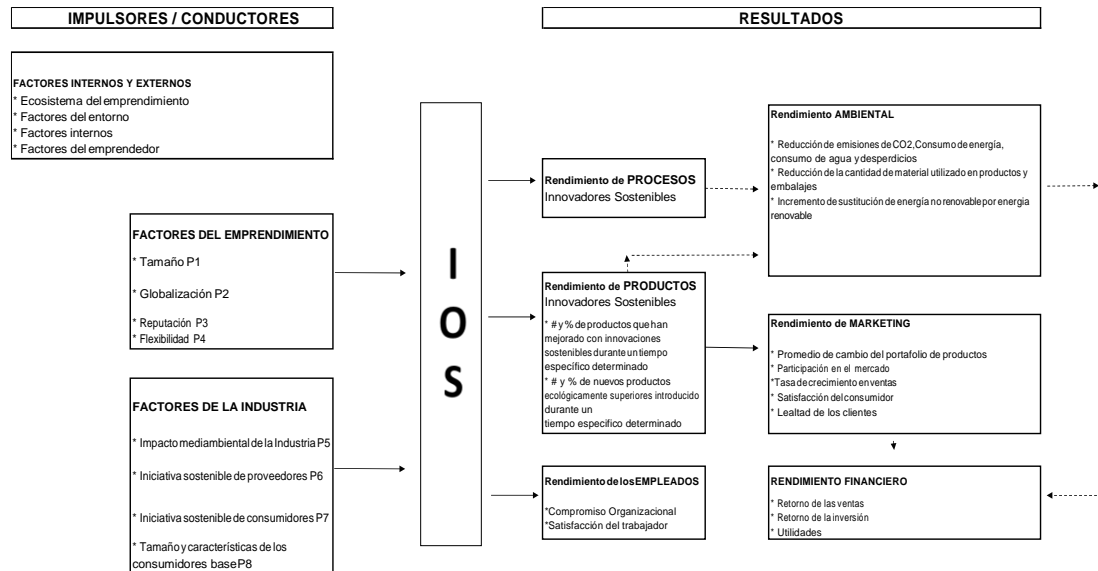 IMPULSORES / CONDUCTORES
RESULTADOS
FACTORES INTERNOS Y EXTERNOS
* Ecosistema del emprendimiento
* Factores del entorno
* Factores internos
* Factores del emprendedor
FACTORES DEL EMPRENDIMIENTO
* Tamaño P1
* Globalización P2
* Reputación P3
* Flexibilidad P4
FACTORES DE LA INDUSTRIA
* Impacto mediambiental de la Industria P5
* Iniciativa sostenible de proveedores P6
* Iniciativa sostenible de consumidores P7
* Tamaño y características de los
consumidores base P8
I
O
S
Rendimiento de PROCESOS
Innovadores Sostenibles
Rendimiento de PRODUCTOS
Innovadores Sostenibles
* # y % de productos que han
mejorado con innovaciones
sostenibles durante un tiempo
específico determinado
* # y % de nuevos productos
ecológicamente superiores introducido
durante un
tiempo especifico determinado
Rendimiento de los EMPLEADOS
*Compromiso Organizacional
*Satisfacción del trabajador
Rendimiento AMBIENTAL
* Reducción de emisiones de CO2, Consumo de energía,
consumo de agua y desperdicios
* Reducción de la cantidad de material utilizado en productos y
embalajes
* Incremento de sustitución de energía no renovable por energia
renovable
Rendimiento de MARKETING
* Promedio de cambio del portafolio de productos
* Participación en el mercado
*Tasa de crecimiento en ventas
* Satisfacción del consumidor
* Lealtad de los clientes
RENDIMIENTO FINANCIERO
* Retorno de las ventas
* Retorno de la inversión
* Utilidades